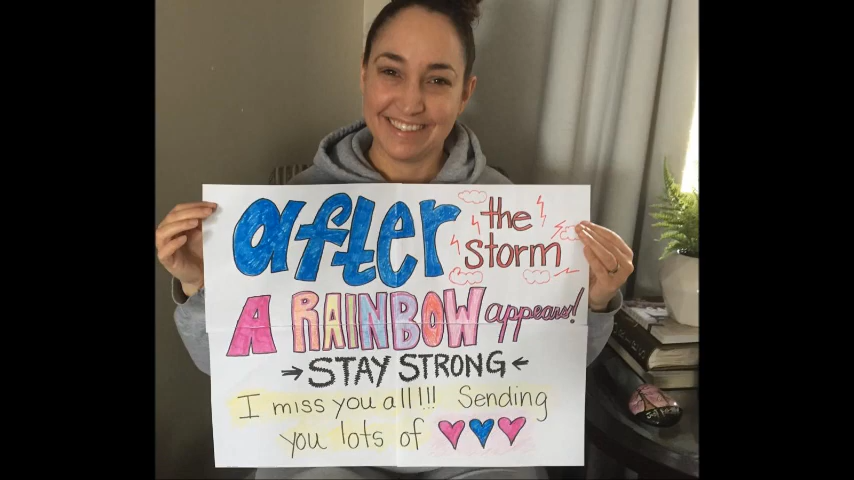 after the
storm
A RAINBOW appears!
STAY STRONG
I miss you all!!! Sending
you lots of